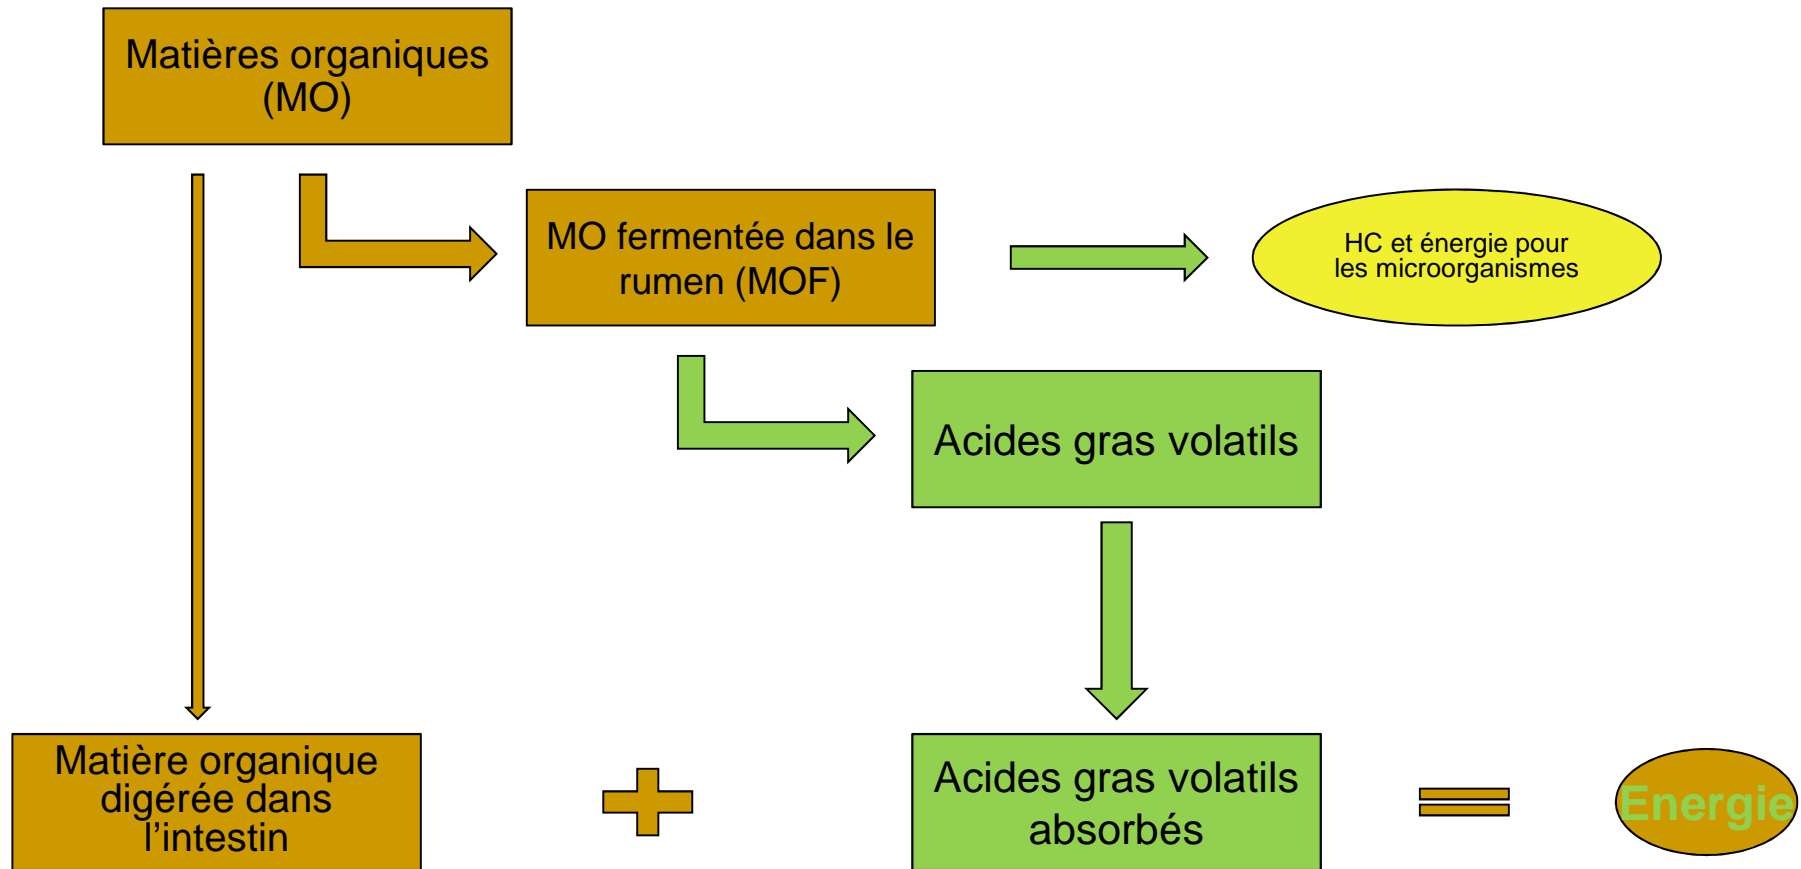 Matières organiques
(MO)
MO fermentée dans le
rumen (MOF)
HC et énergie pour
les microorganismes
Acides gras volatils
Matière organique
digérée dans
l’intestin
Acides gras volatils
absorbés
Energie